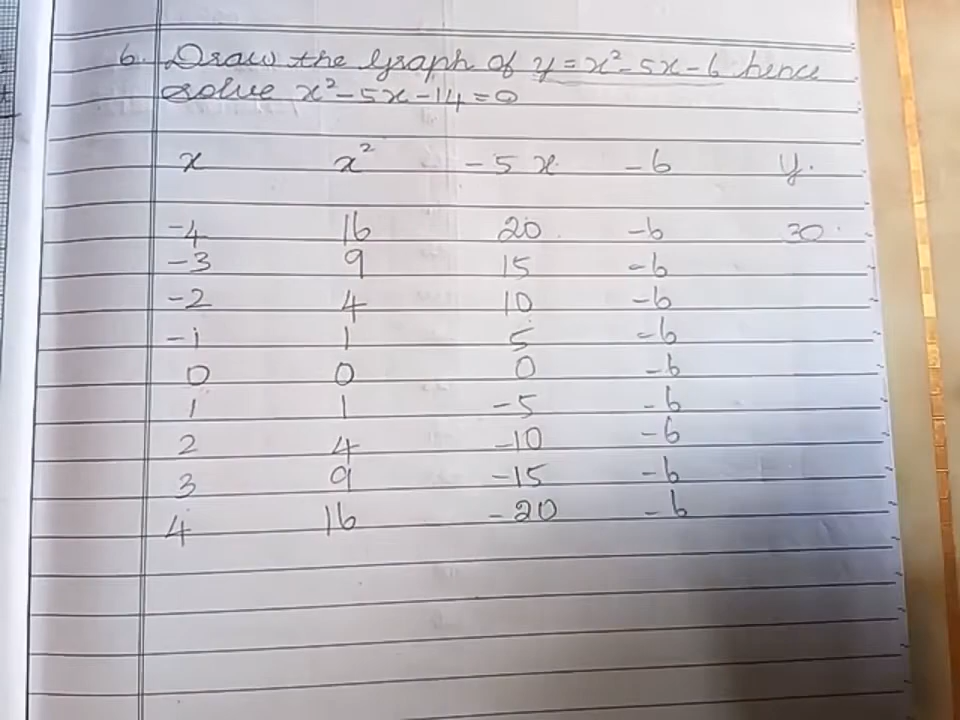 6. Draw the Graph of y = x² - 5x - 6 hence
solve x² - 5x - 14 = 0
x x² - 5x - 6 y.
-4 16 20 -6 30
-3 9 15 -6
-2 4 10 -6
-1 1 5 -6
0 0 0 -6
1 1 -5 -6
2 4 -10 -6
3 9 -15 -6
4 16 -20 -6